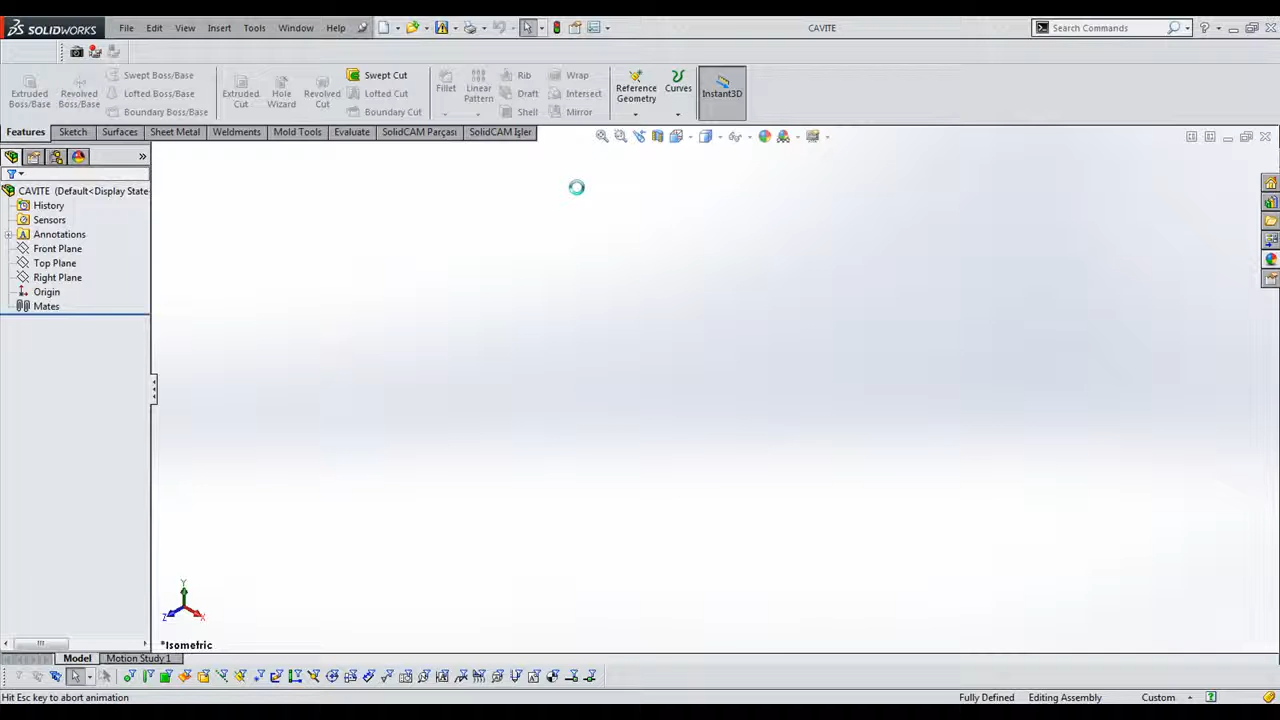 SOLIDWORKS File Edit View Insert Tools Window Help CAVITE Search Commands
Extruded Boss/Base Revolved Boss/Base Swept Boss/Base Lofted Boss/Base Boundary Boss/Base Extruded Cut Hole Wizard Revolved Cut Swept Cut Lofted Cut Boundary Cut Fillet Linear Pattern Rib Draft Shell Wrap Intersect Mirror Reference Geometry Curves Instant3D
Features Sketch Surfaces Sheet Metal Weldments Mold Tools Evaluate SolidCAM Parçası SolidCAM İşler
CAVITE (Default<Display State-
History
Sensors
Annotations
Front Plane
Top Plane
Right Plane
Origin
Mates
Y
Z X
*Isometric
Model Motion Study 1
Hit Esc key to abort animation Fully Defined Editing Assembly Custom